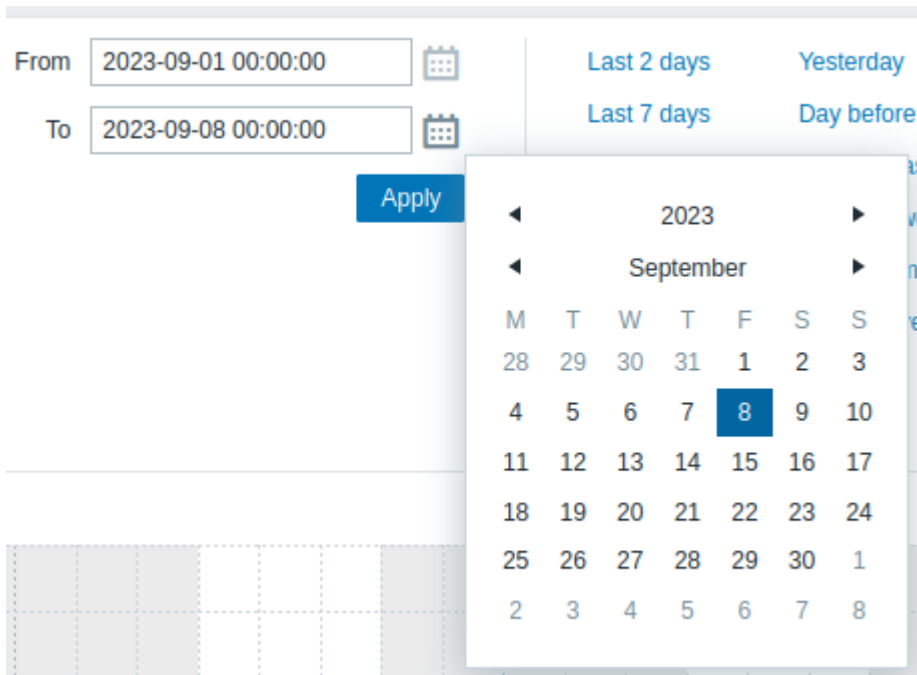 From 2023-09-01 00:00:00 Last 2 days Yesterday
To 2023-09-08 00:00:00 Last 7 days Day before
Apply
2023
September
M T W T F S S
28 29 30 31 1 2 3
4 5 6 7 8 9 10
11 12 13 14 15 16 17
18 19 20 21 22 23 24
25 26 27 28 29 30 1
2 3 4 5 6 7 8